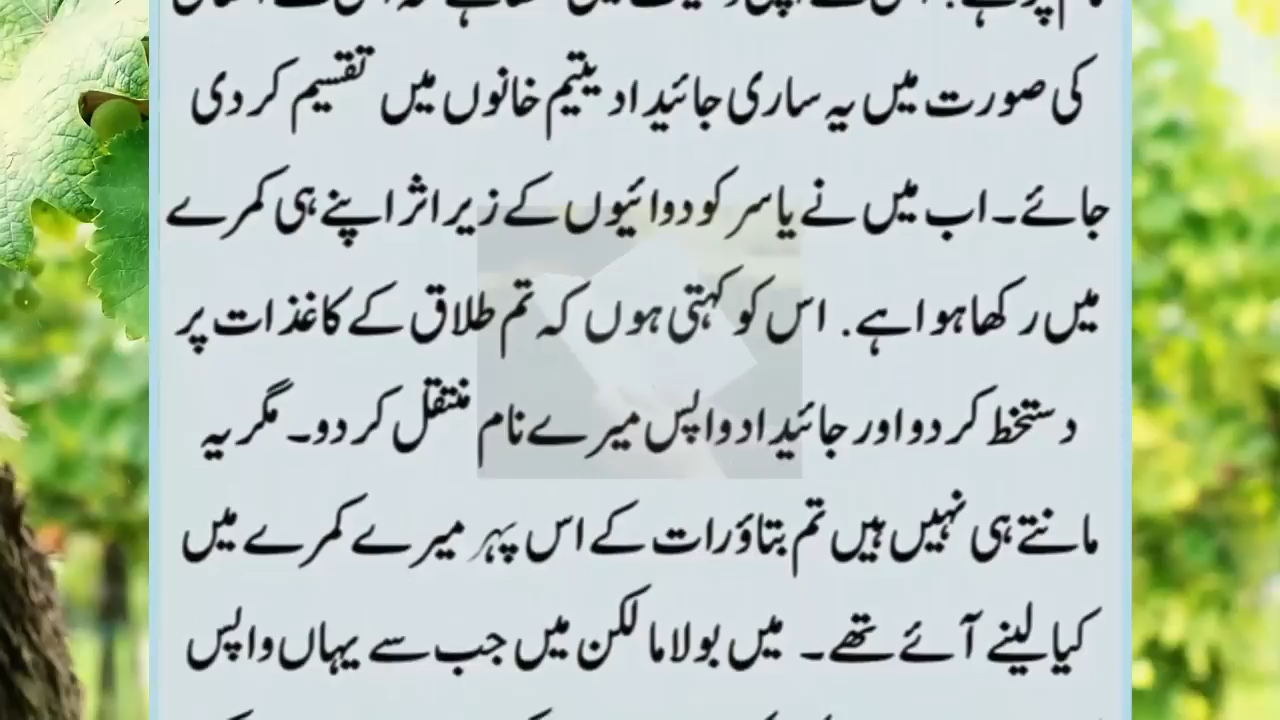 کی صورت میں یہ ساری جائیداد یتیم خانوں میں تقسیم کر دی
جائے۔ اب میں نے یاسر کو دوائیوں کے زیر اثر اپنے ہی کمرے
میں رکھا ہوا ہے. اس کو کہتی ہوں کہ تم طلاق کے کاغذات پر
دستخط کر دو اور جائیداد واپس میرے نام منتقل کر دو۔ مگر یہ
مانتے ہی نہیں ہیں تم بتاؤ رات کے اس پہر میرے کمرے میں
کیا لینے آئے تھے۔ میں بولا مالکن میں جب سے یہاں واپس